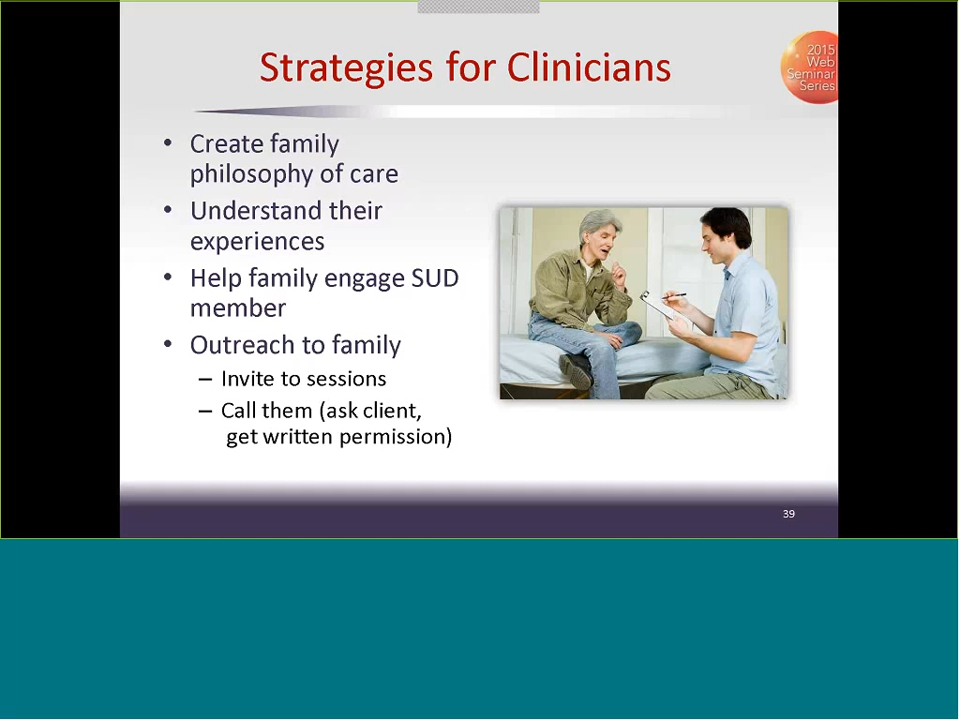 Strategies for Clinicians
2015
Web
Seminar
Series
• Create family
philosophy of care
• Understand their
experiences
• Help family engage SUD
member
• Outreach to family
– Invite to sessions
– Call them (ask client,
get written permission)
39